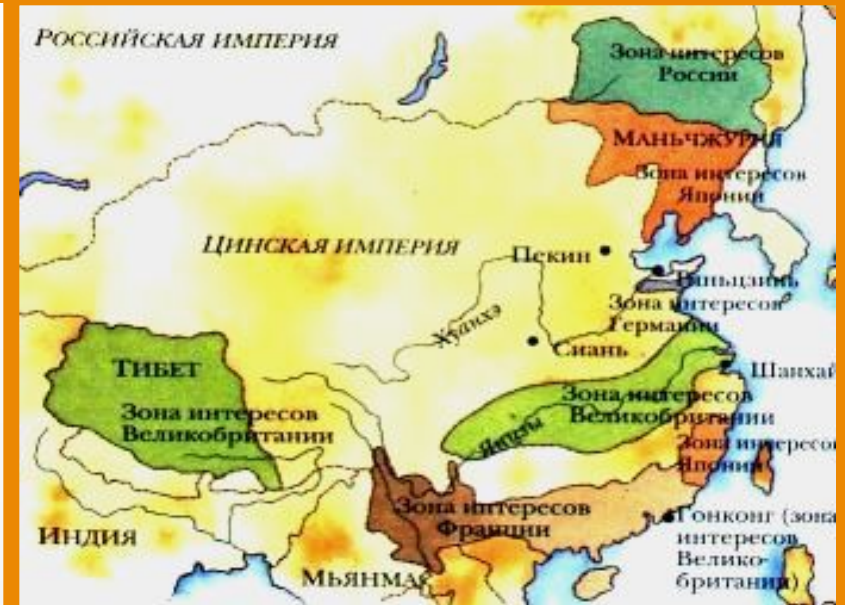 РОССИЙСКАЯ ИМПЕРИЯ
Зона интересов
России
МАНЬЧЖУРИЯ
Зона интересов
Японии
ЦИНСКАЯ ИМПЕРИЯ
Пекин
Тяньцзинь
Зона интересов
Германии
Хуанхэ
Сиань
Шанхай
ТИБЕТ
Зона интересов
Великобритании
Зона интересов
Великобритании
Янцзы
Зона интересов
Японии
Зона интересов
Франции
Гонконг (зона
интересов
Велико-
британии)
ИНДИЯ
МЬЯНМА